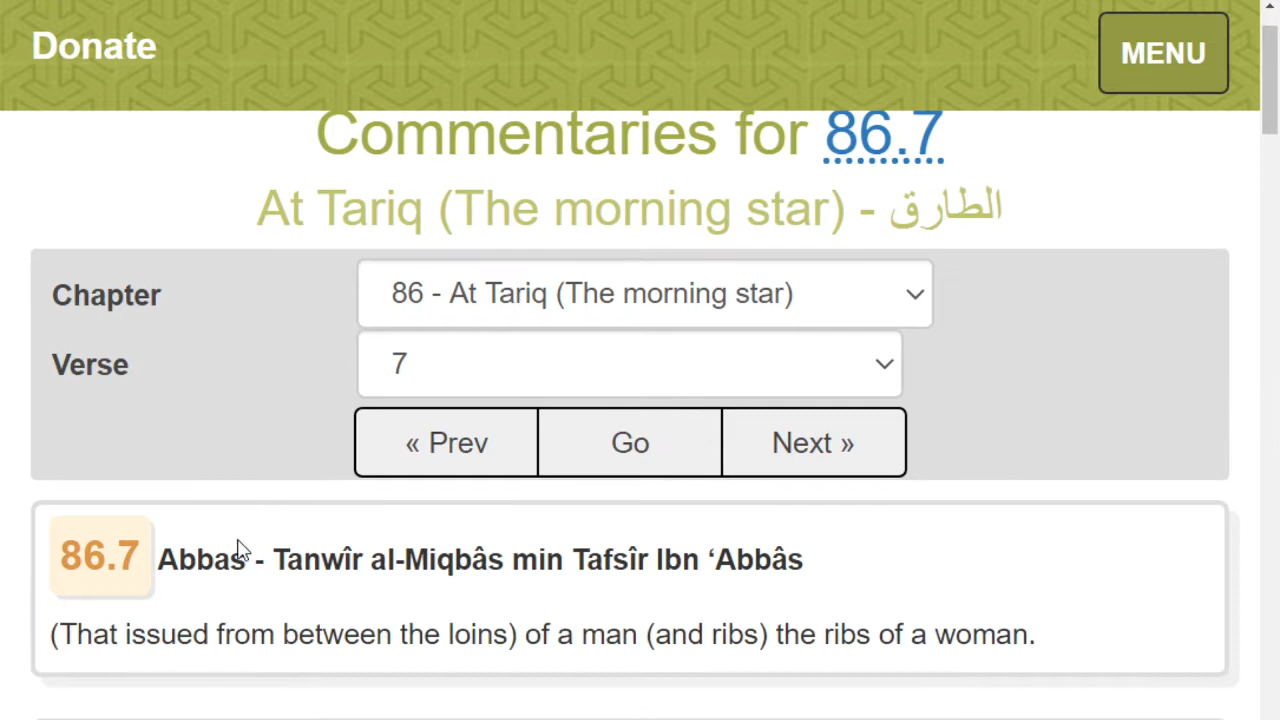 Donate
MENU
Commentaries for 86.7
At Tariq (The morning star) - الطارق
Chapter
86 - At Tariq (The morning star)
Verse
7
« Prev
Go
Next »
86.7 Abbas - Tanwîr al-Miqbâs min Tafsîr Ibn ‘Abbâs
(That issued from between the loins) of a man (and ribs) the ribs of a woman.